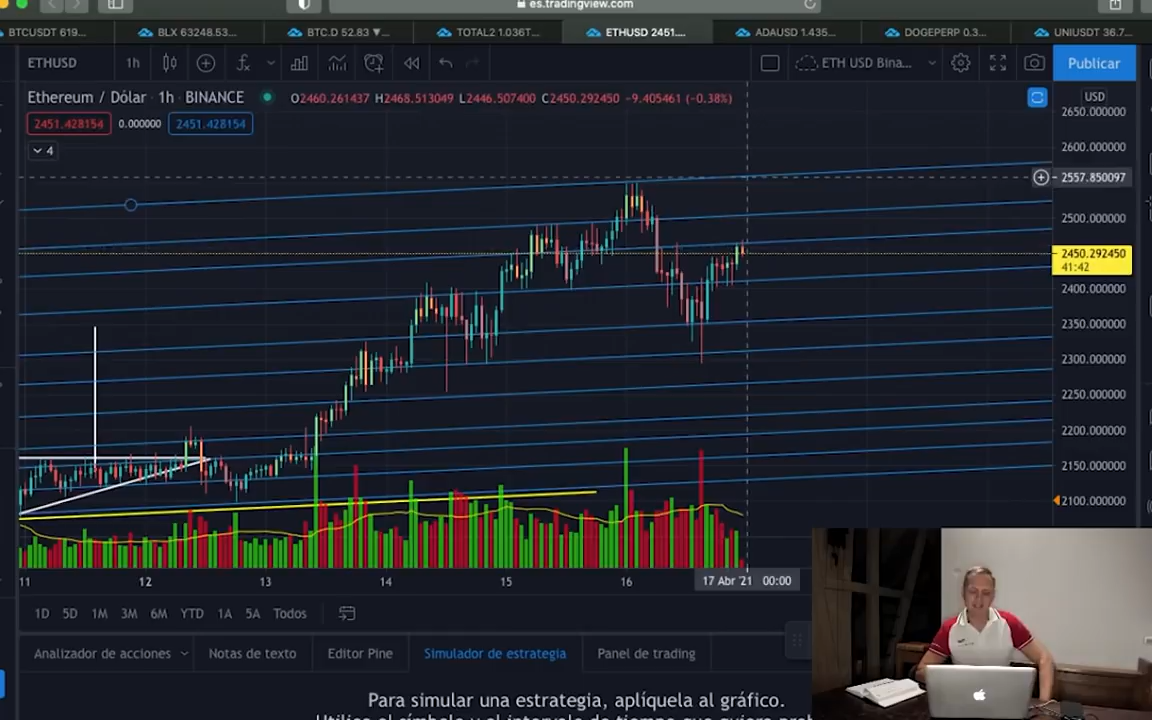 es.tradingview.com
BTCUSDT 619... BLX 63248.53... BTC.D 52.83 ▼... TOTAL2 1.036T... ETHUSD 2451.... ADAUSD 1.435... DOGEPERP 0.3... UNIUSDT 36.7
ETHUSD 1h ETH USD Bina... Publicar
Ethereum / Dólar · 1h · BINANCE O2460.261437 H2468.513049 L2446.507400 C2450.292450 −9.405461 (−0.38%) USD
2451.428154 0.000000 2451.428154
4
2650.000000
2600.000000
2557.850097
2500.000000
2450.292450
41:42
2400.000000
2350.000000
2300.000000
2250.000000
2200.000000
2150.000000
2100.000000
11 12 13 14 15 16 17 Abr '21 00:00
1D 5D 1M 3M 6M YTD 1A 5A Todos
Analizador de acciones Notas de texto Editor Pine Simulador de estrategia Panel de trading
Para simular una estrategia, aplíquela al gráfico.